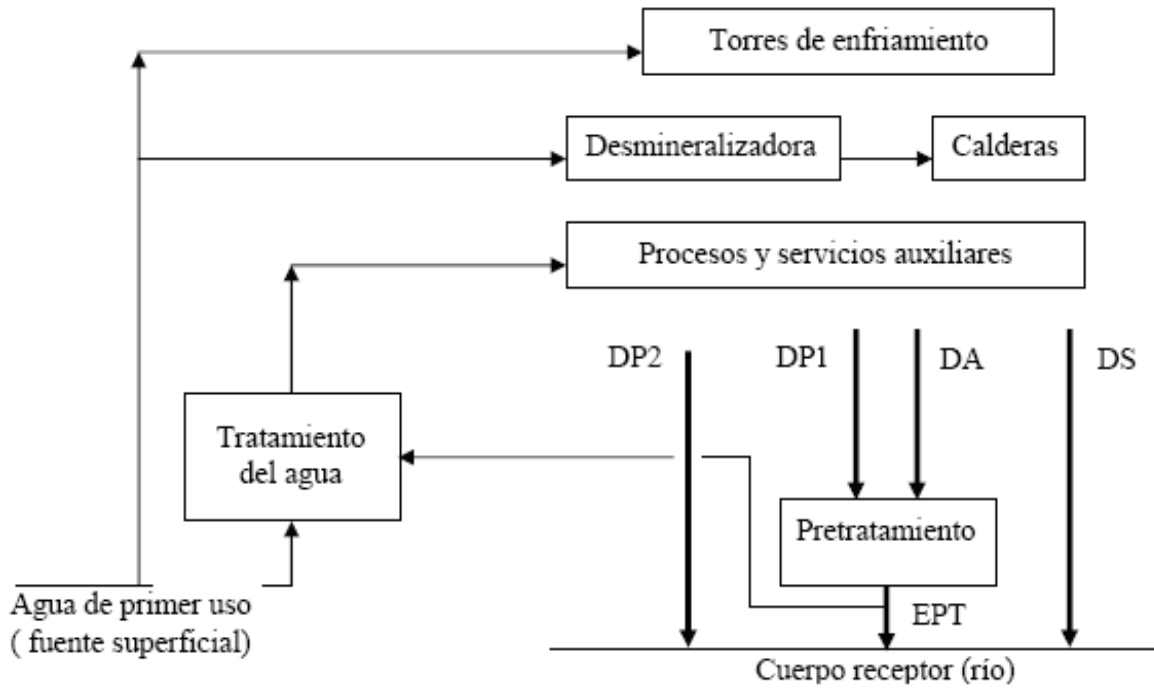 Torres de enfriamiento
Desmineralizadora
Calderas
Procesos y servicios auxiliares
DP2
DP1
DA
DS
Tratamiento
del agua
Pretratamiento
Agua de primer uso
( fuente superficial)
EPT
Cuerpo receptor (río)